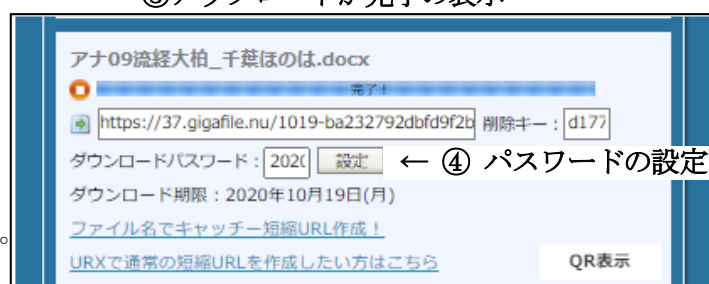 アナ09流経大柏_千葉ほのは.docx
完了!
https://37.gigafile.nu/1019-ba232792dbfd9f2b 削除キー: d177
ダウンロードパスワード: 202( 設定 ← ④ パスワードの設定
ダウンロード期限:2020年10月19日(月)
ファイル名でキャッチー短縮URL作成!
。
URXで通常の短縮URLを作成したい方はこちら QR表示